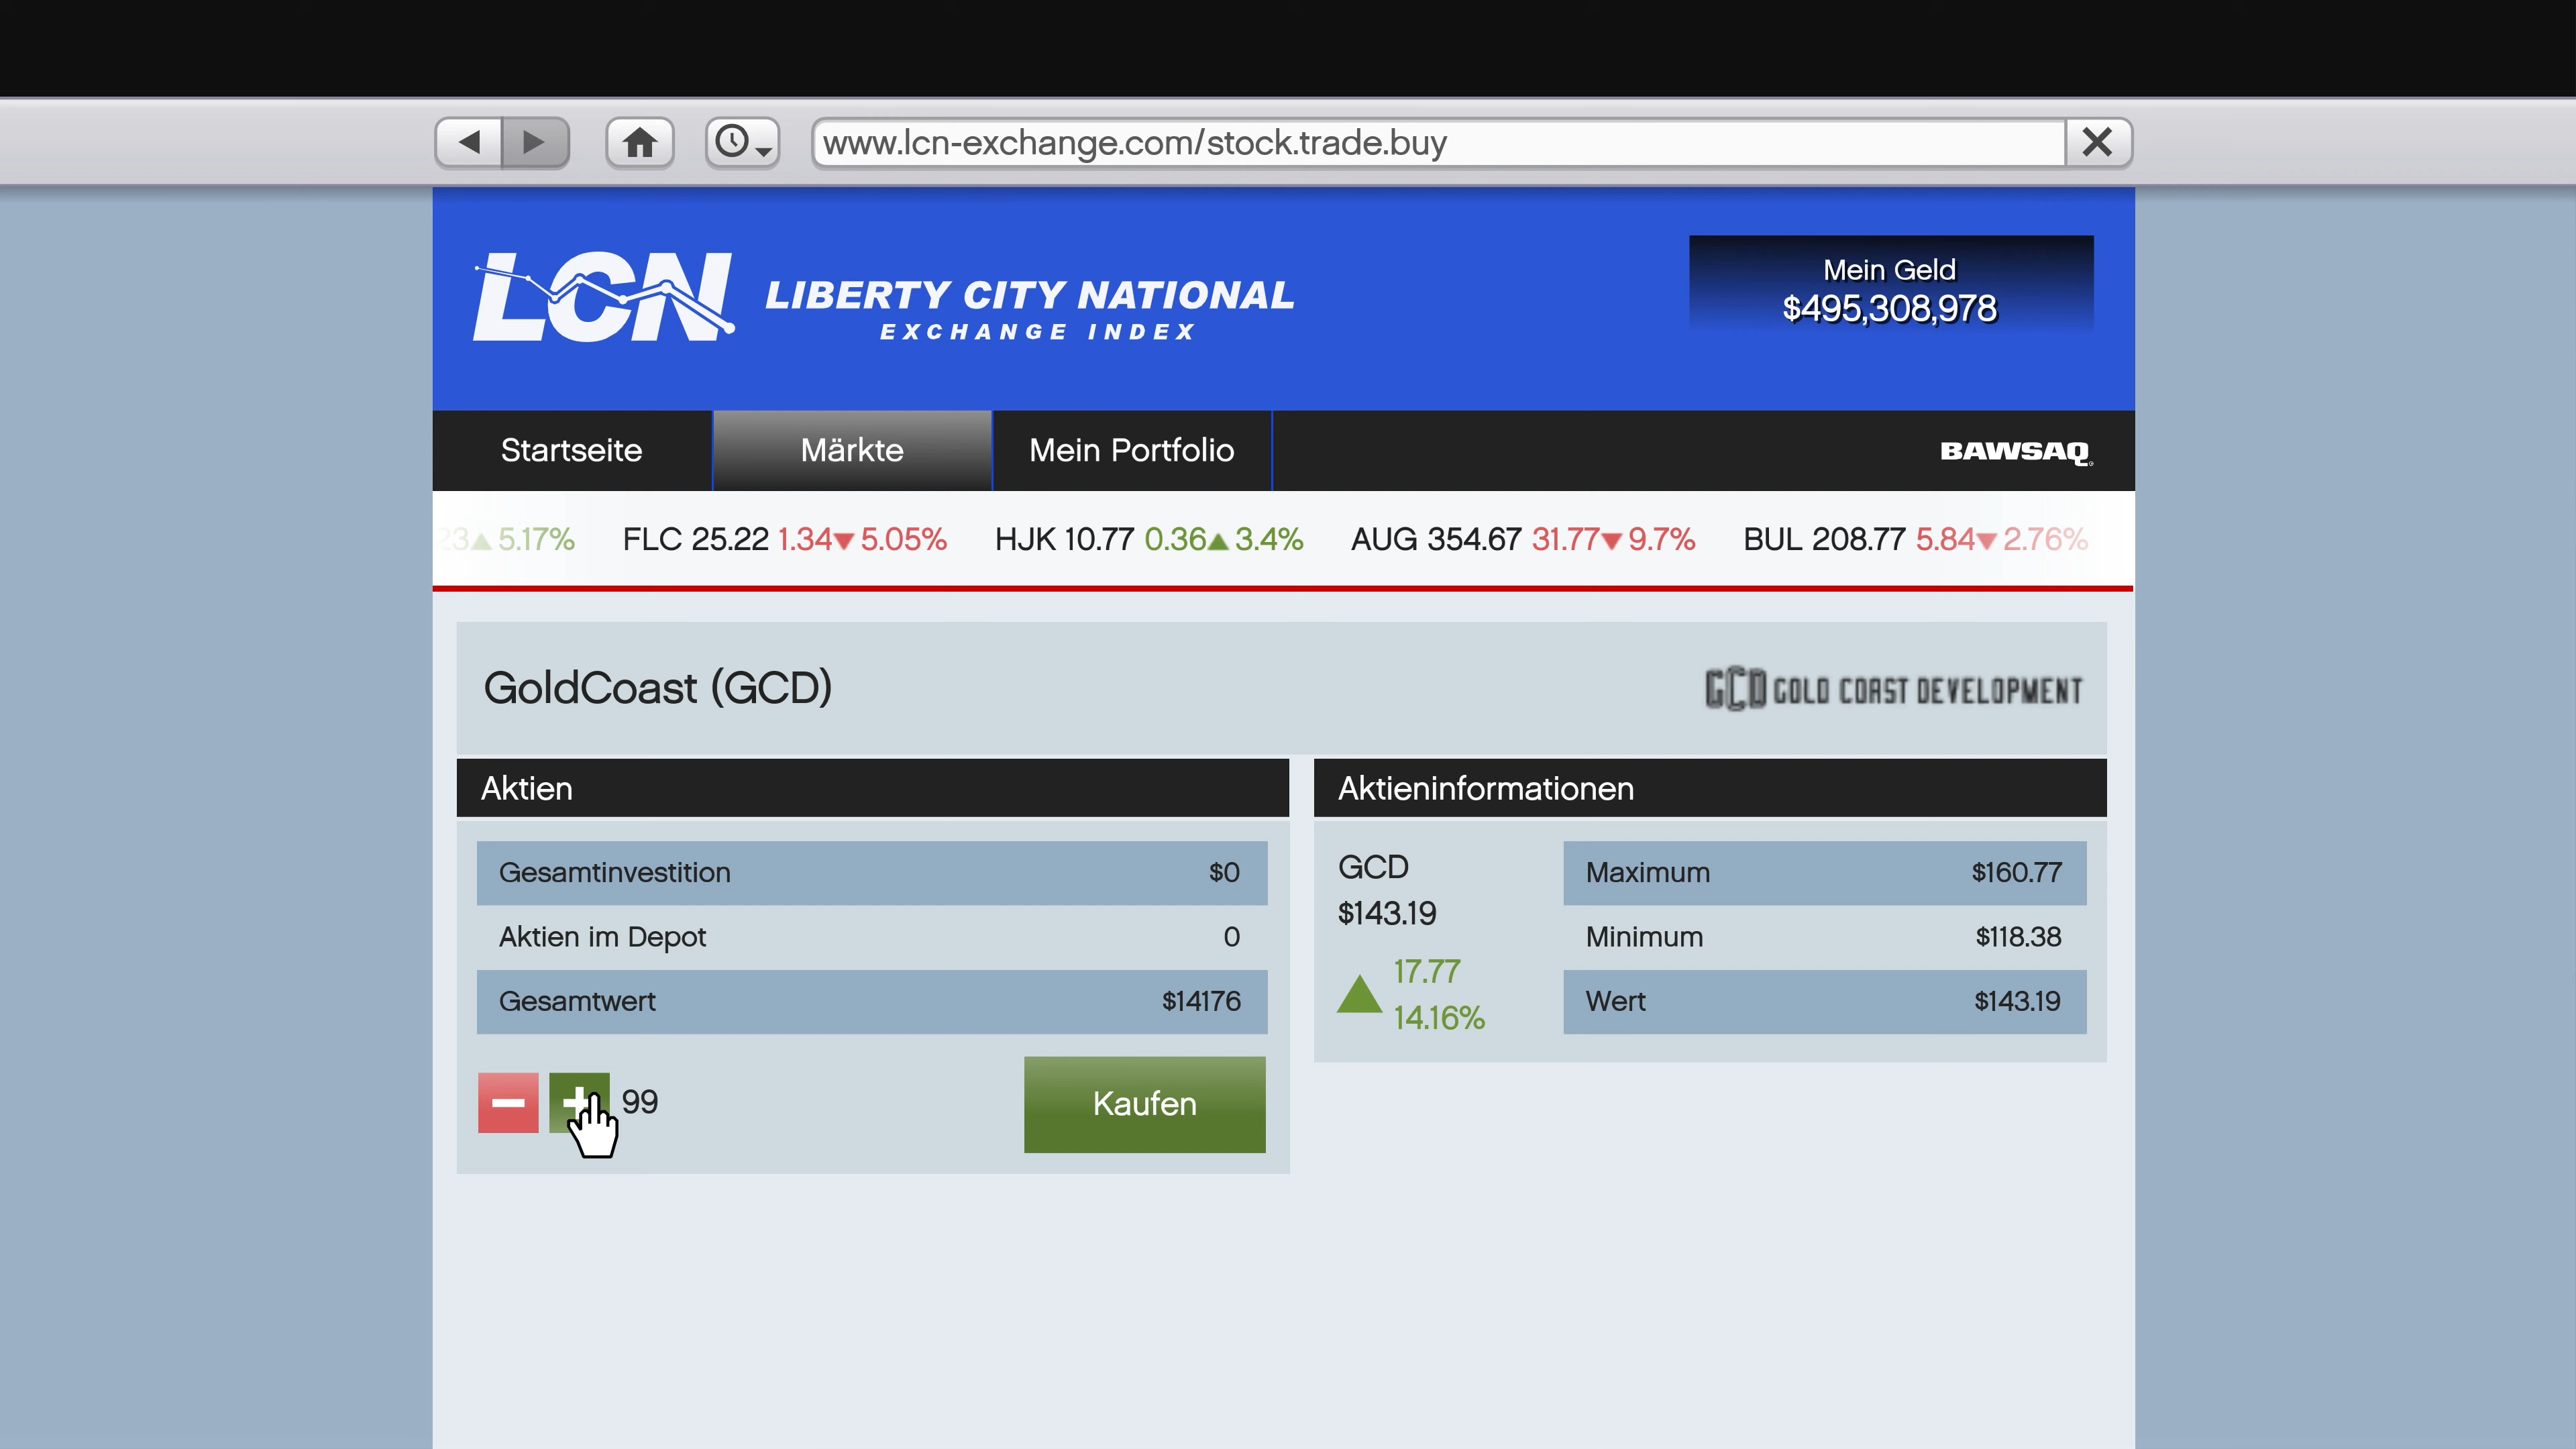 www.lcn-exchange.com/stock.trade.buy
LCN LIBERTY CITY NATIONAL
EXCHANGE INDEX
Mein Geld
$495,308,978
Startseite Märkte Mein Portfolio BAWSAQ
23▲5.17% FLC 25.22 1.34▼5.05% HJK 10.77 0.36▲3.4% AUG 354.67 31.77▼9.7% BUL 208.77 5.84▼2.76%
GoldCoast (GCD)
GCD GOLD COAST DEVELOPMENT
Aktien
Gesamtinvestition $0
Aktien im Depot 0
Gesamtwert $14176
99
Kaufen
Aktieninformationen
GCD
$143.19
17.77
14.16%
Maximum $160.77
Minimum $118.38
Wert $143.19